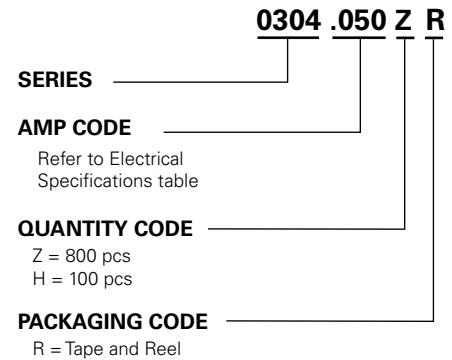 0304 .050 Z R
SERIES
AMP CODE
Refer to Electrical
Specifications table
QUANTITY CODE
Z = 800 pcs
H = 100 pcs
PACKAGING CODE
R = Tape and Reel